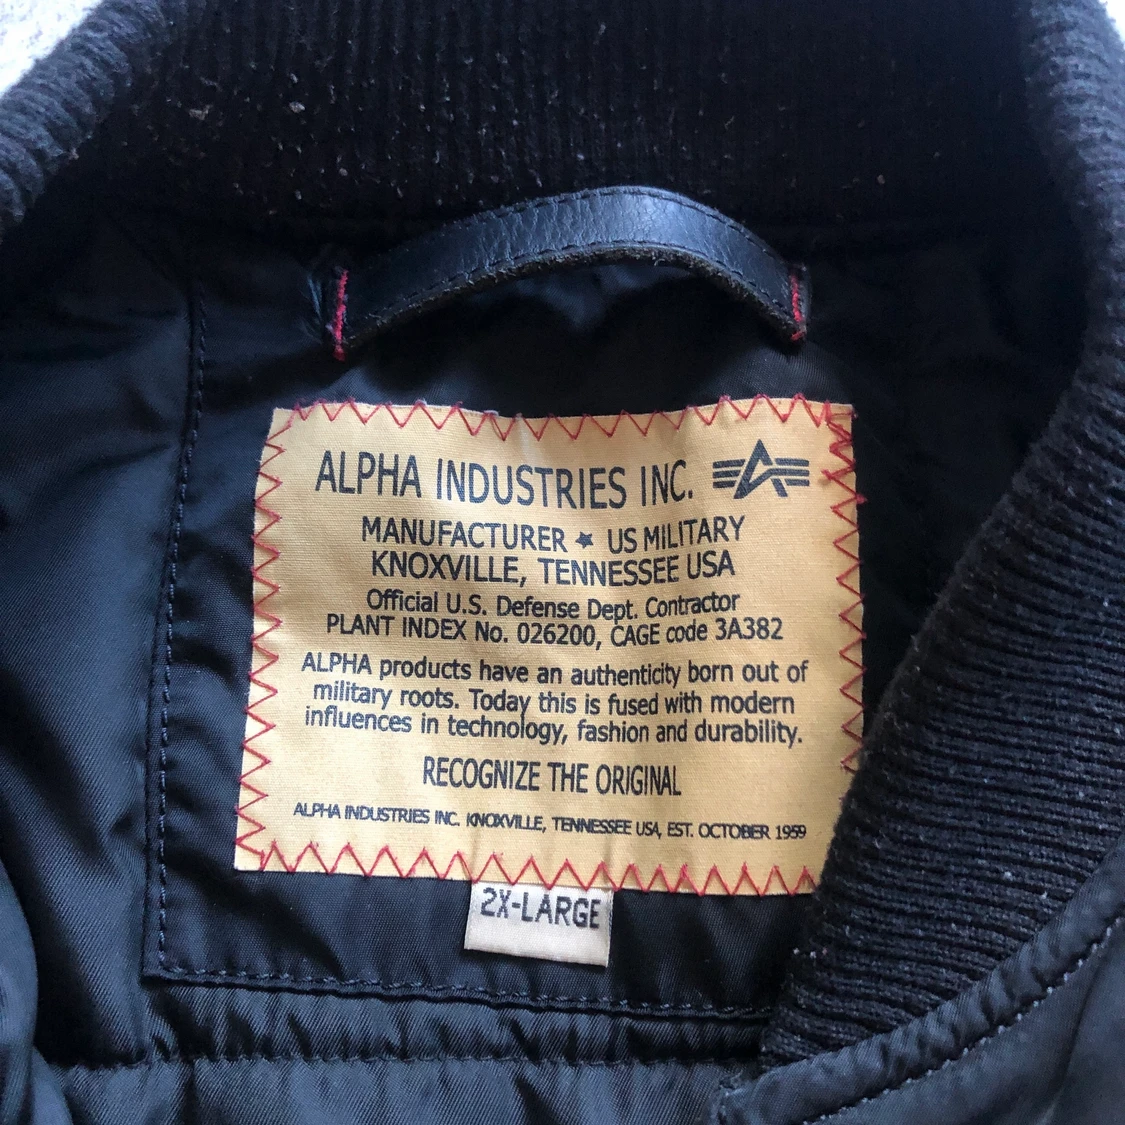 ALPHA INDUSTRIES INC.
MANUFACTURER ★ US MILITARY
KNOXVILLE, TENNESSEE USA
Official U.S. Defense Dept. Contractor
PLANT INDEX No. 026200, CAGE code 3A382
ALPHA products have an authenticity born out of
military roots. Today this is fused with modern
influences in technology, fashion and durability.
RECOGNIZE THE ORIGINAL
ALPHA INDUSTRIES INC. KNOXVILLE, TENNESSEE USA, EST. OCTOBER 1959
2X-LARGE